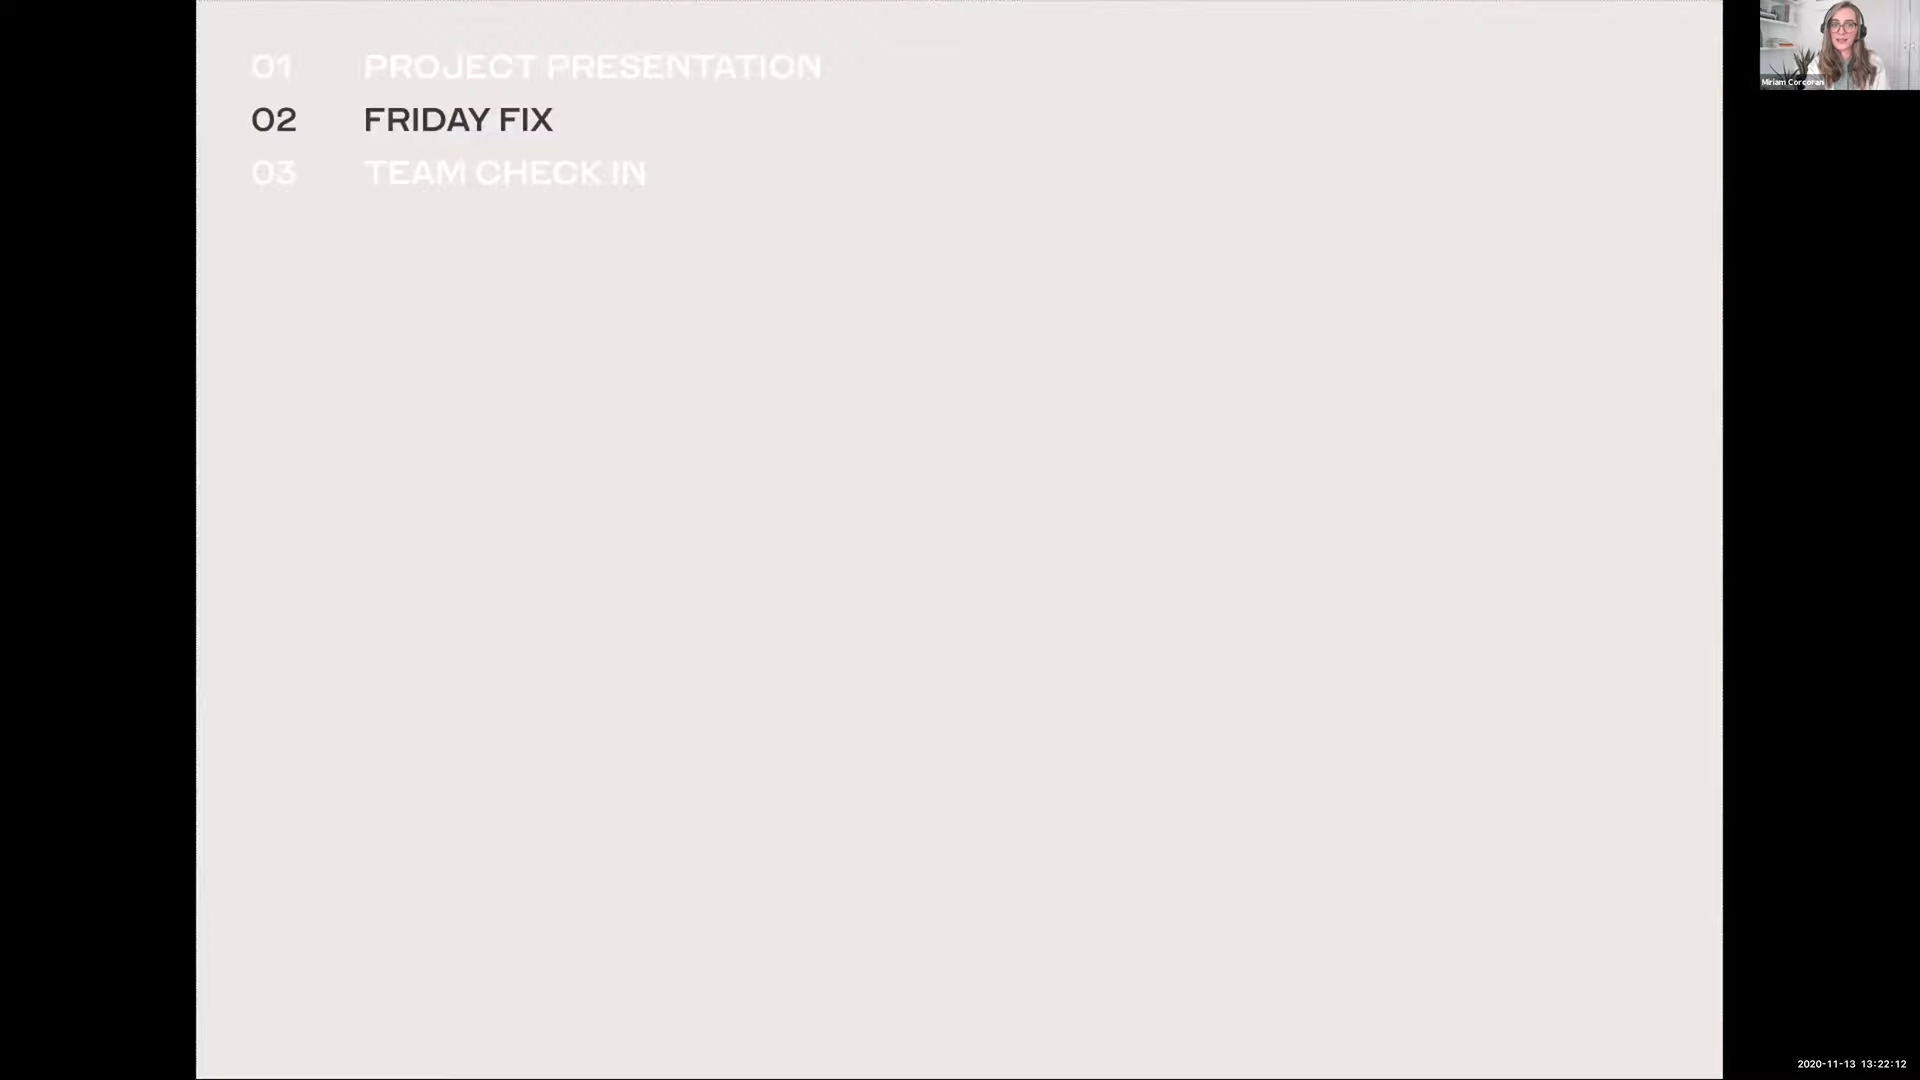 01 PROJECT PRESENTATION
02 FRIDAY FIX
03 TEAM CHECK IN
Miriam Corcoran
2020-11-13 13:22:12